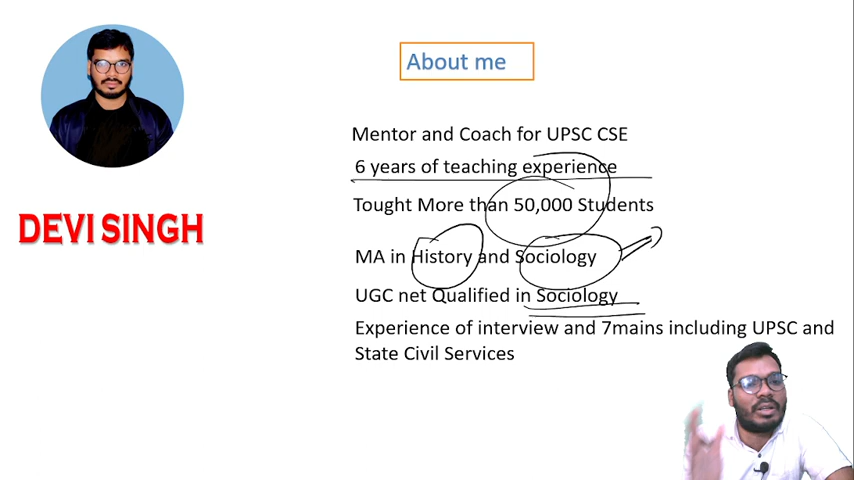 About me
Mentor and Coach for UPSC CSE
6 years of teaching experience
Tought More than 50,000 Students
DEVI SINGH
MA in History and Sociology
UGC net Qualified in Sociology
Experience of interview and 7mains including UPSC and
State Civil Services